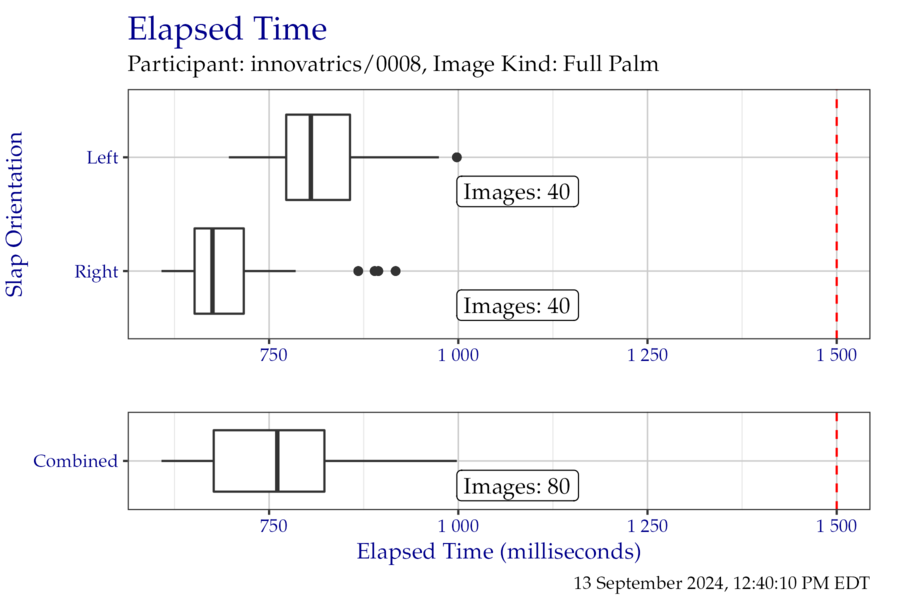 Elapsed Time
Participant: innovatrics/0008, Image Kind: Full Palm
Slap Orientation
Left
Images: 40
Right
Images: 40
750 1 000 1 250 1 500
Combined
Images: 80
750 1 000 1 250 1 500
Elapsed Time (milliseconds)
13 September 2024, 12:40:10 PM EDT